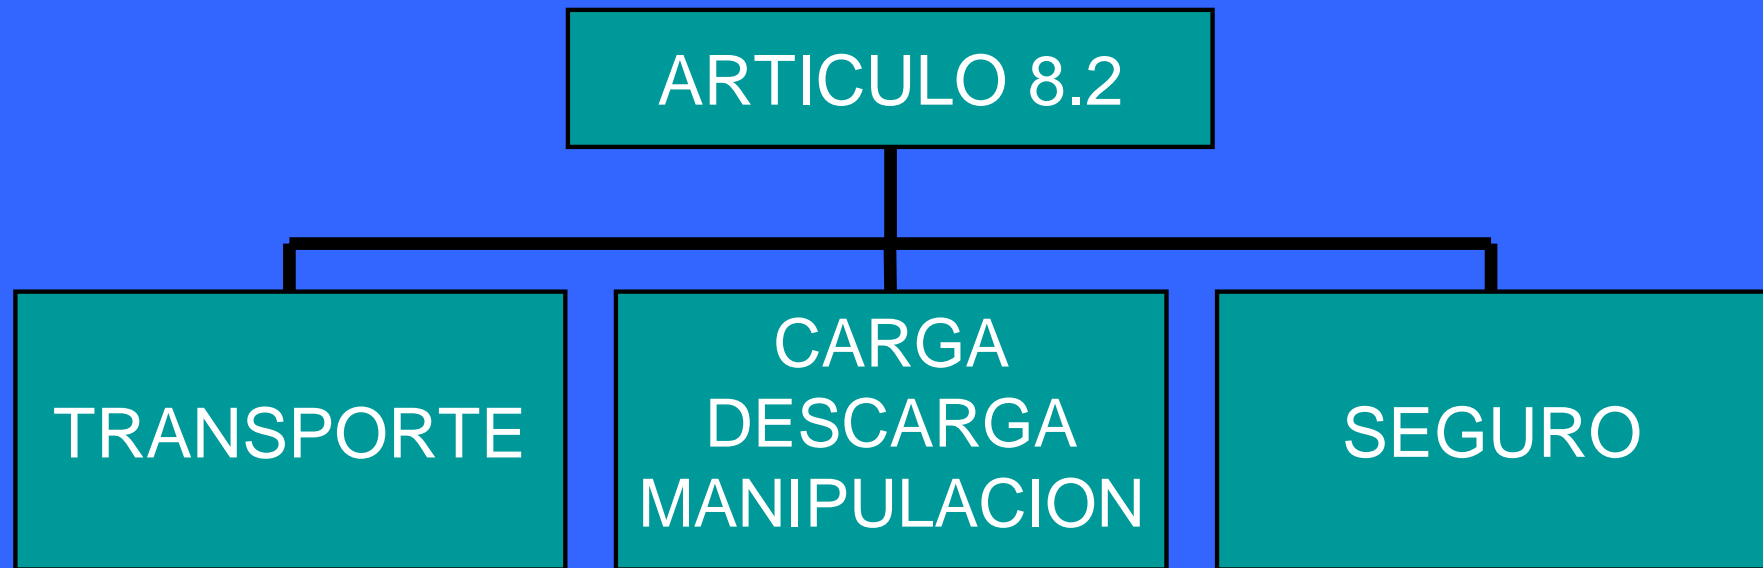 ARTICULO 8.2
TRANSPORTE
CARGA
DESCARGA
MANIPULACION
SEGURO